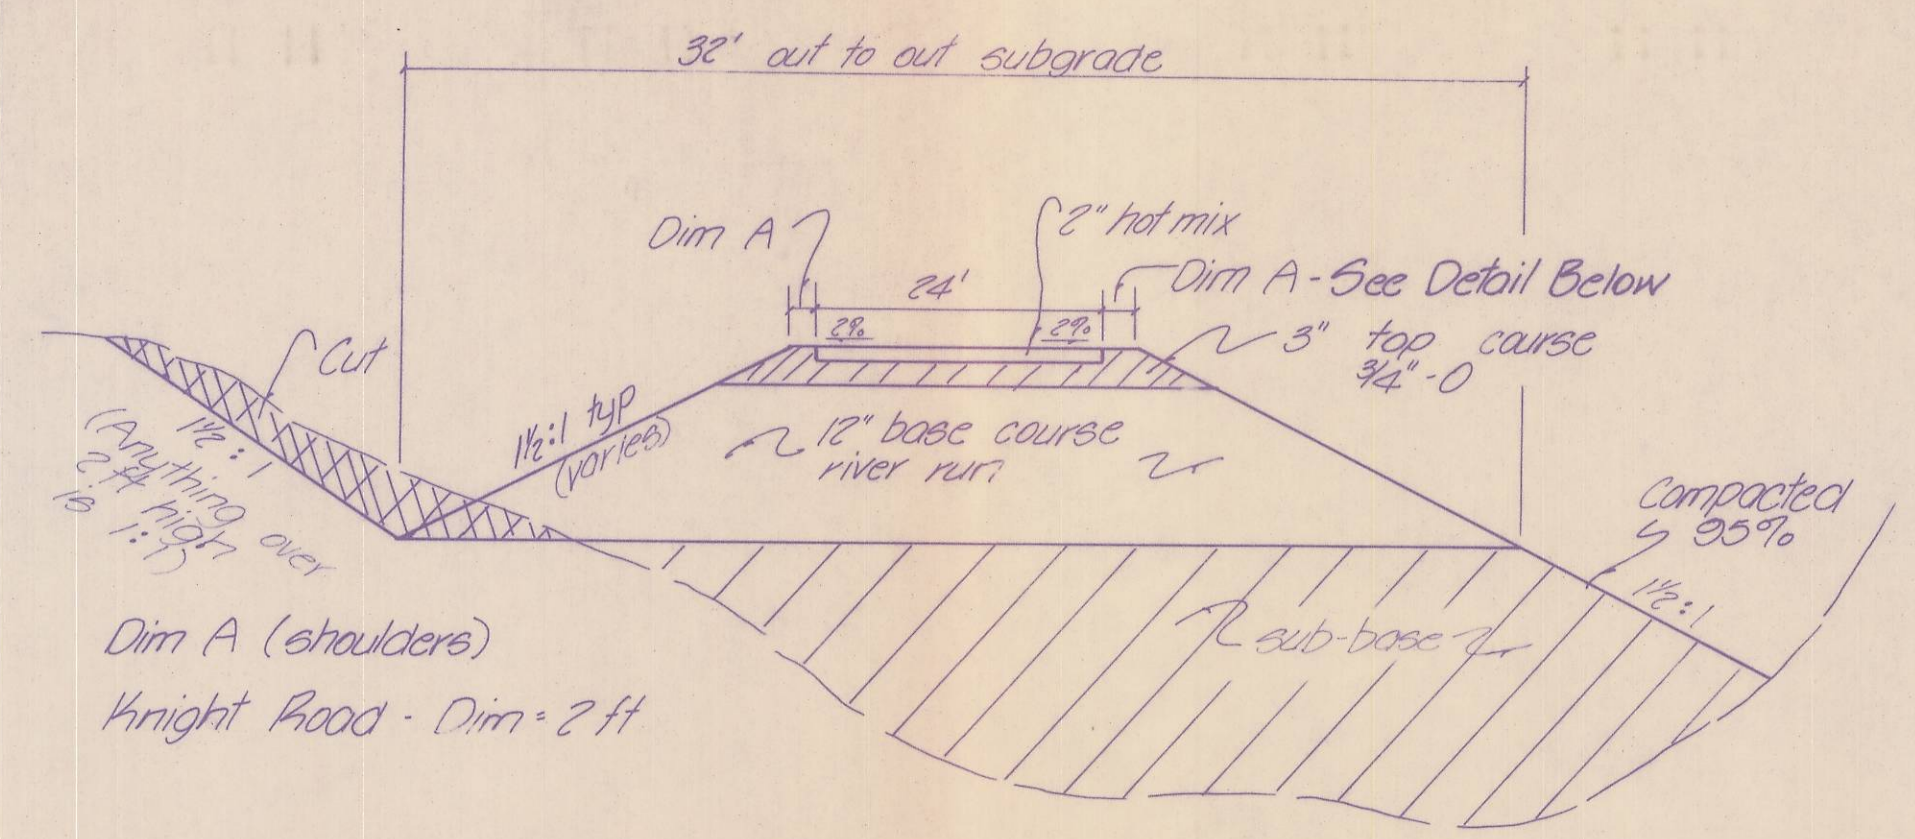 32' out to out subgrade
Dim A
2" hot mix
24'
Dim A - See Detail Below
2%
2%
3" top course
3/4" - 0
Cut
1½:1 typ
(varies)
12" base course
river run
1½:1
(Anything over
2 ft high
is 1:1)
Compacted
95%
1½:1
sub-base
Dim A (shoulders)
Knight Road - Dim = 2 ft